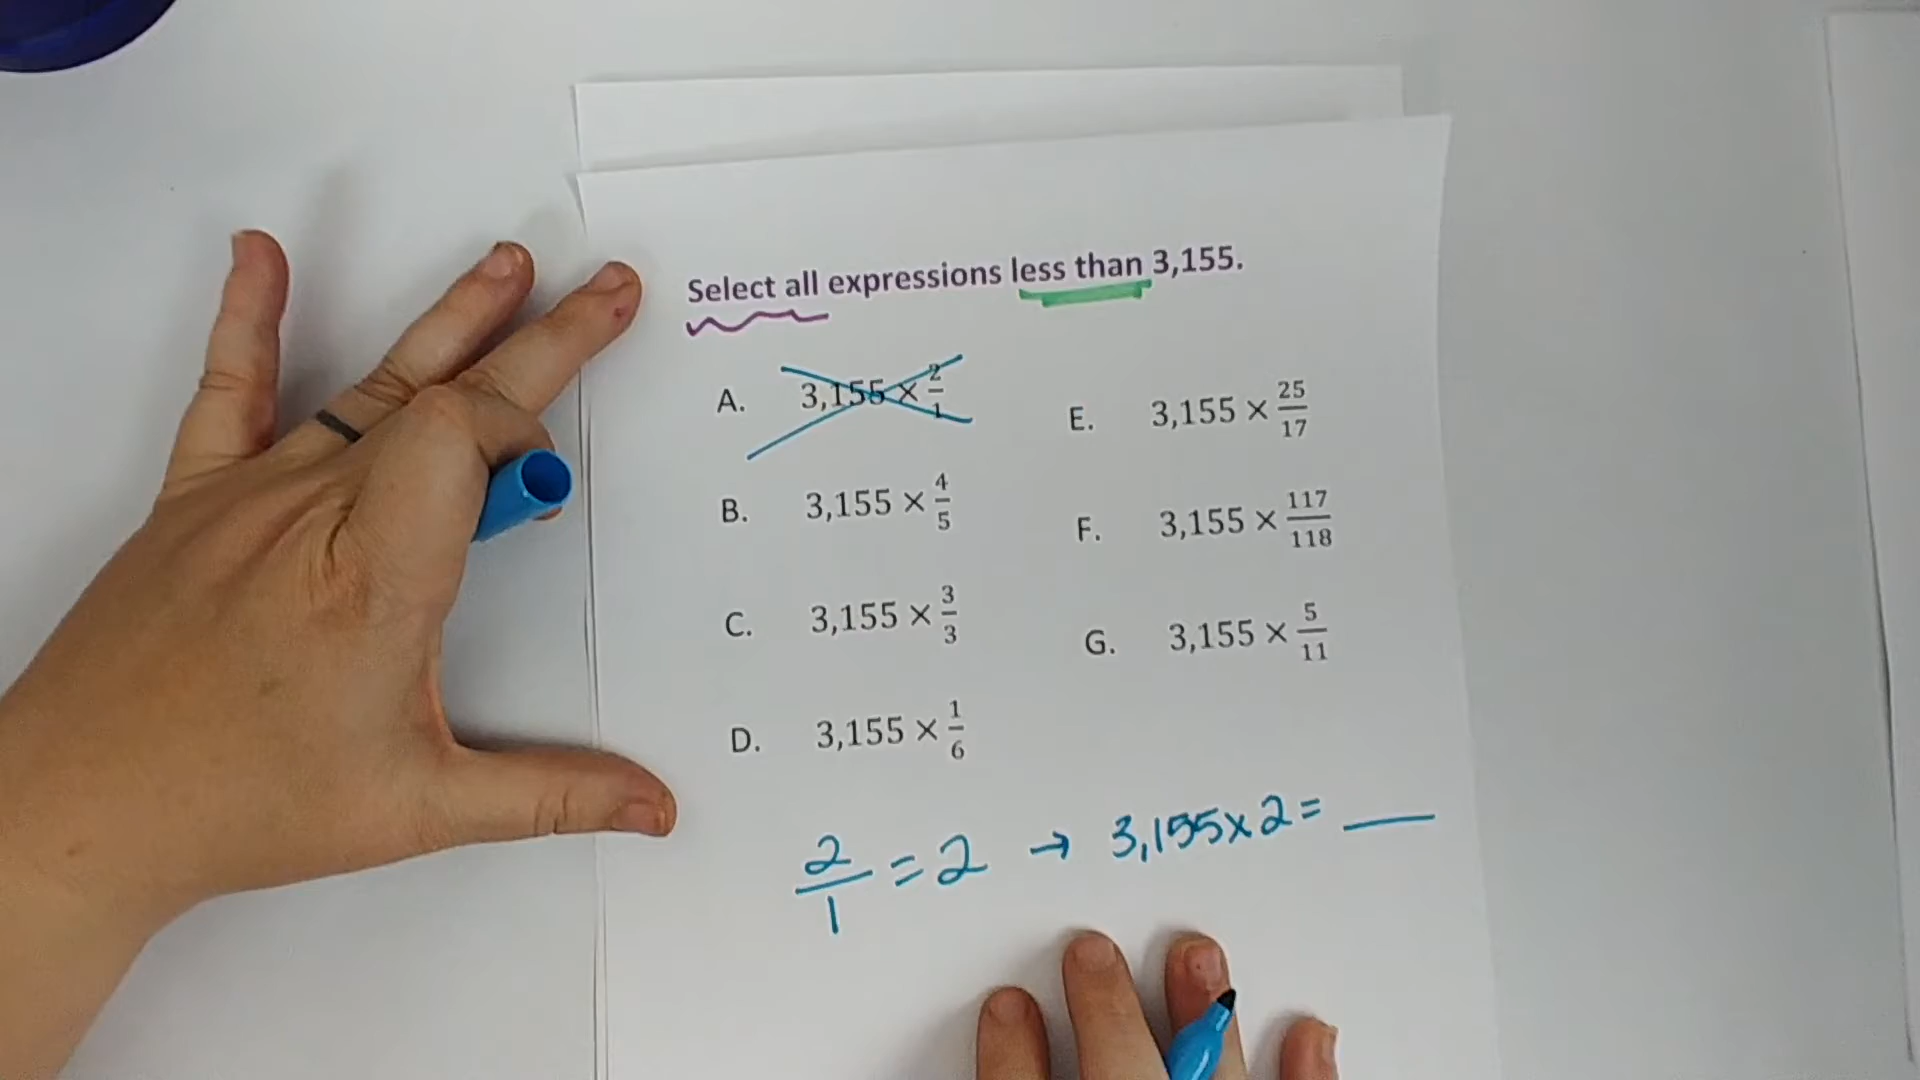 Select all expressions less than 3,155.
A. 3,155 × 2/1
B. 3,155 × 4/5
C. 3,155 × 3/3
D. 3,155 × 1/6
E. 3,155 × 25/17
F. 3,155 × 117/118
G. 3,155 × 5/11
2/1 = 2 → 3,155 × 2 = __